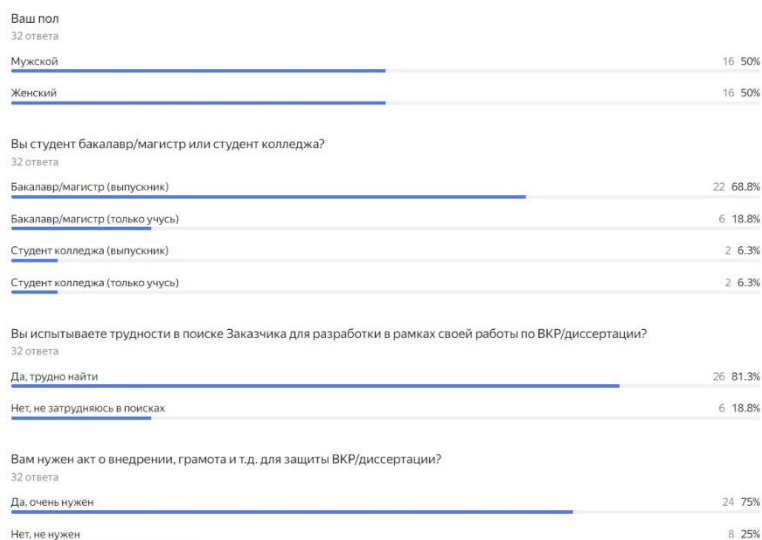 Ваш пол
32 ответа
Мужской 16 50%
Женский 16 50%
Вы студент бакалавр/магистр или студент колледжа?
32 ответа
Бакалавр/магистр (выпускник) 22 68.8%
Бакалавр/магистр (только учусь) 6 18.8%
Студент колледжа (выпускник) 2 6.3%
Студент колледжа (только учусь) 2 6.3%
Вы испытываете трудности в поиске Заказчика для разработки в рамках своей работы по ВКР/диссертации?
32 ответа
Да, трудно найти 26 81.3%
Нет, не затрудняюсь в поисках 6 18.8%
Вам нужен акт о внедрении, грамота и т.д. для защиты ВКР/диссертации?
32 ответа
Да, очень нужен 24 75%
Нет, не нужен 8 25%